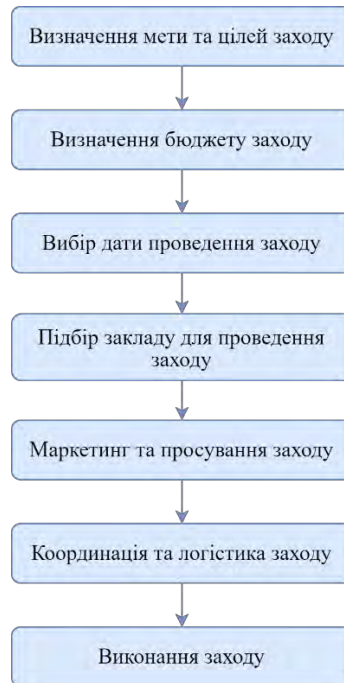 Визначення мети та цілей заходу
Визначення бюджету заходу
Вибір дати проведення заходу
Підбір закладу для проведення
заходу
Маркетинг та просування заходу
Координація та логістика заходу
Виконання заходу